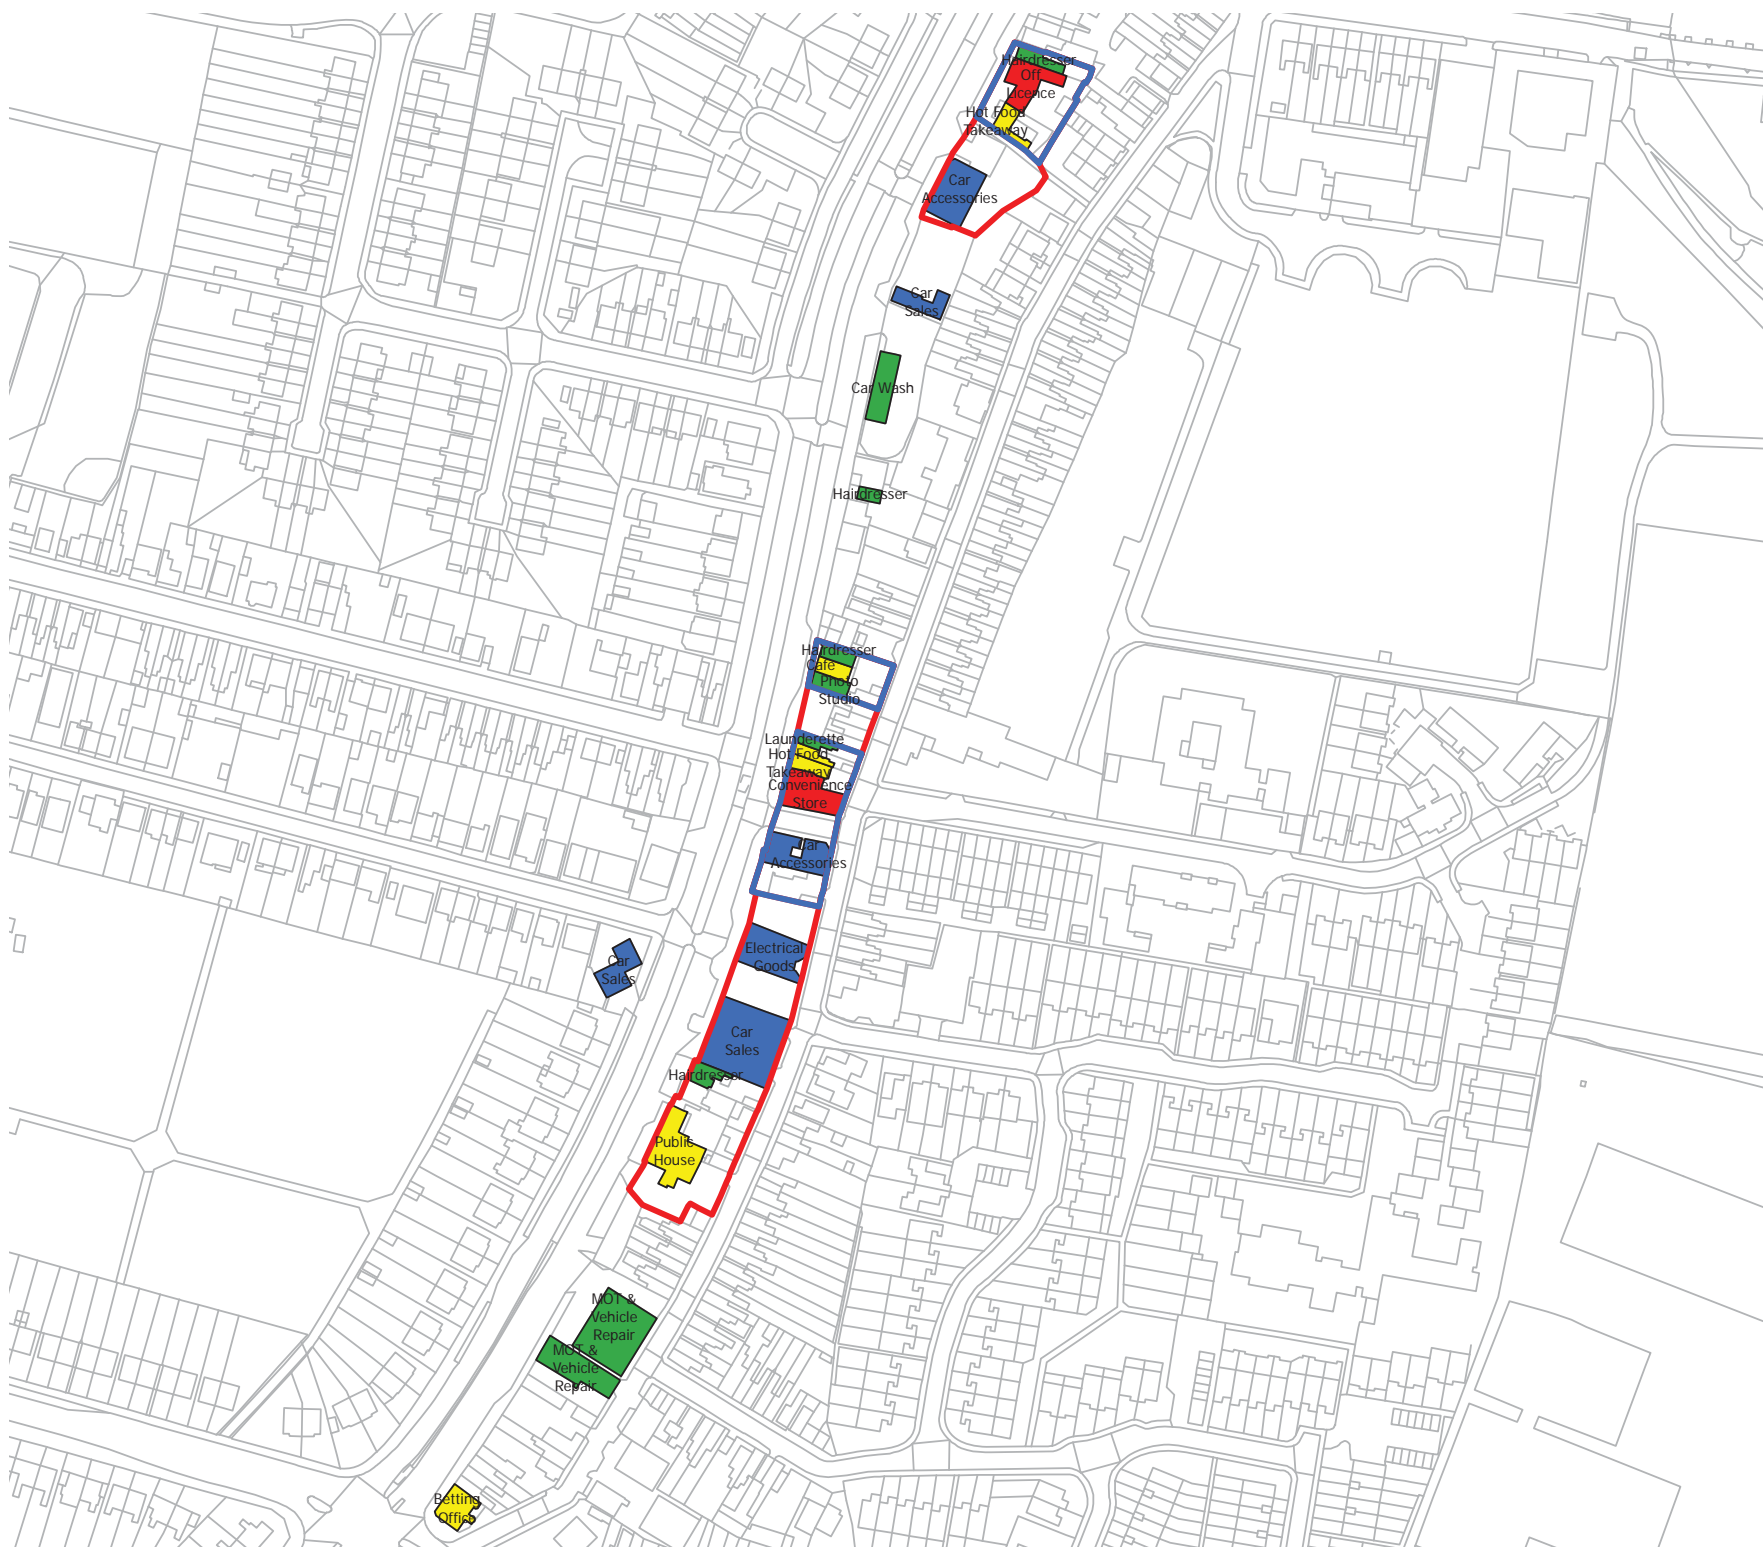 Hairdresser
Off
Licence
Hot Food
Takeaway
Car
Accessories
Car
Sales
Car Wash
Hairdresser
Hairdresser
Cafe
Photo
Studio
Launderette
Hot Food
Takeaway
Convenience
Store
Car
Accessories
Electrical
Goods
Car
Sales
Car
Sales
Hairdresser
Public
House
MOT &
Vehicle
Repair
MOT &
Vehicle
Repair
Betting
Office